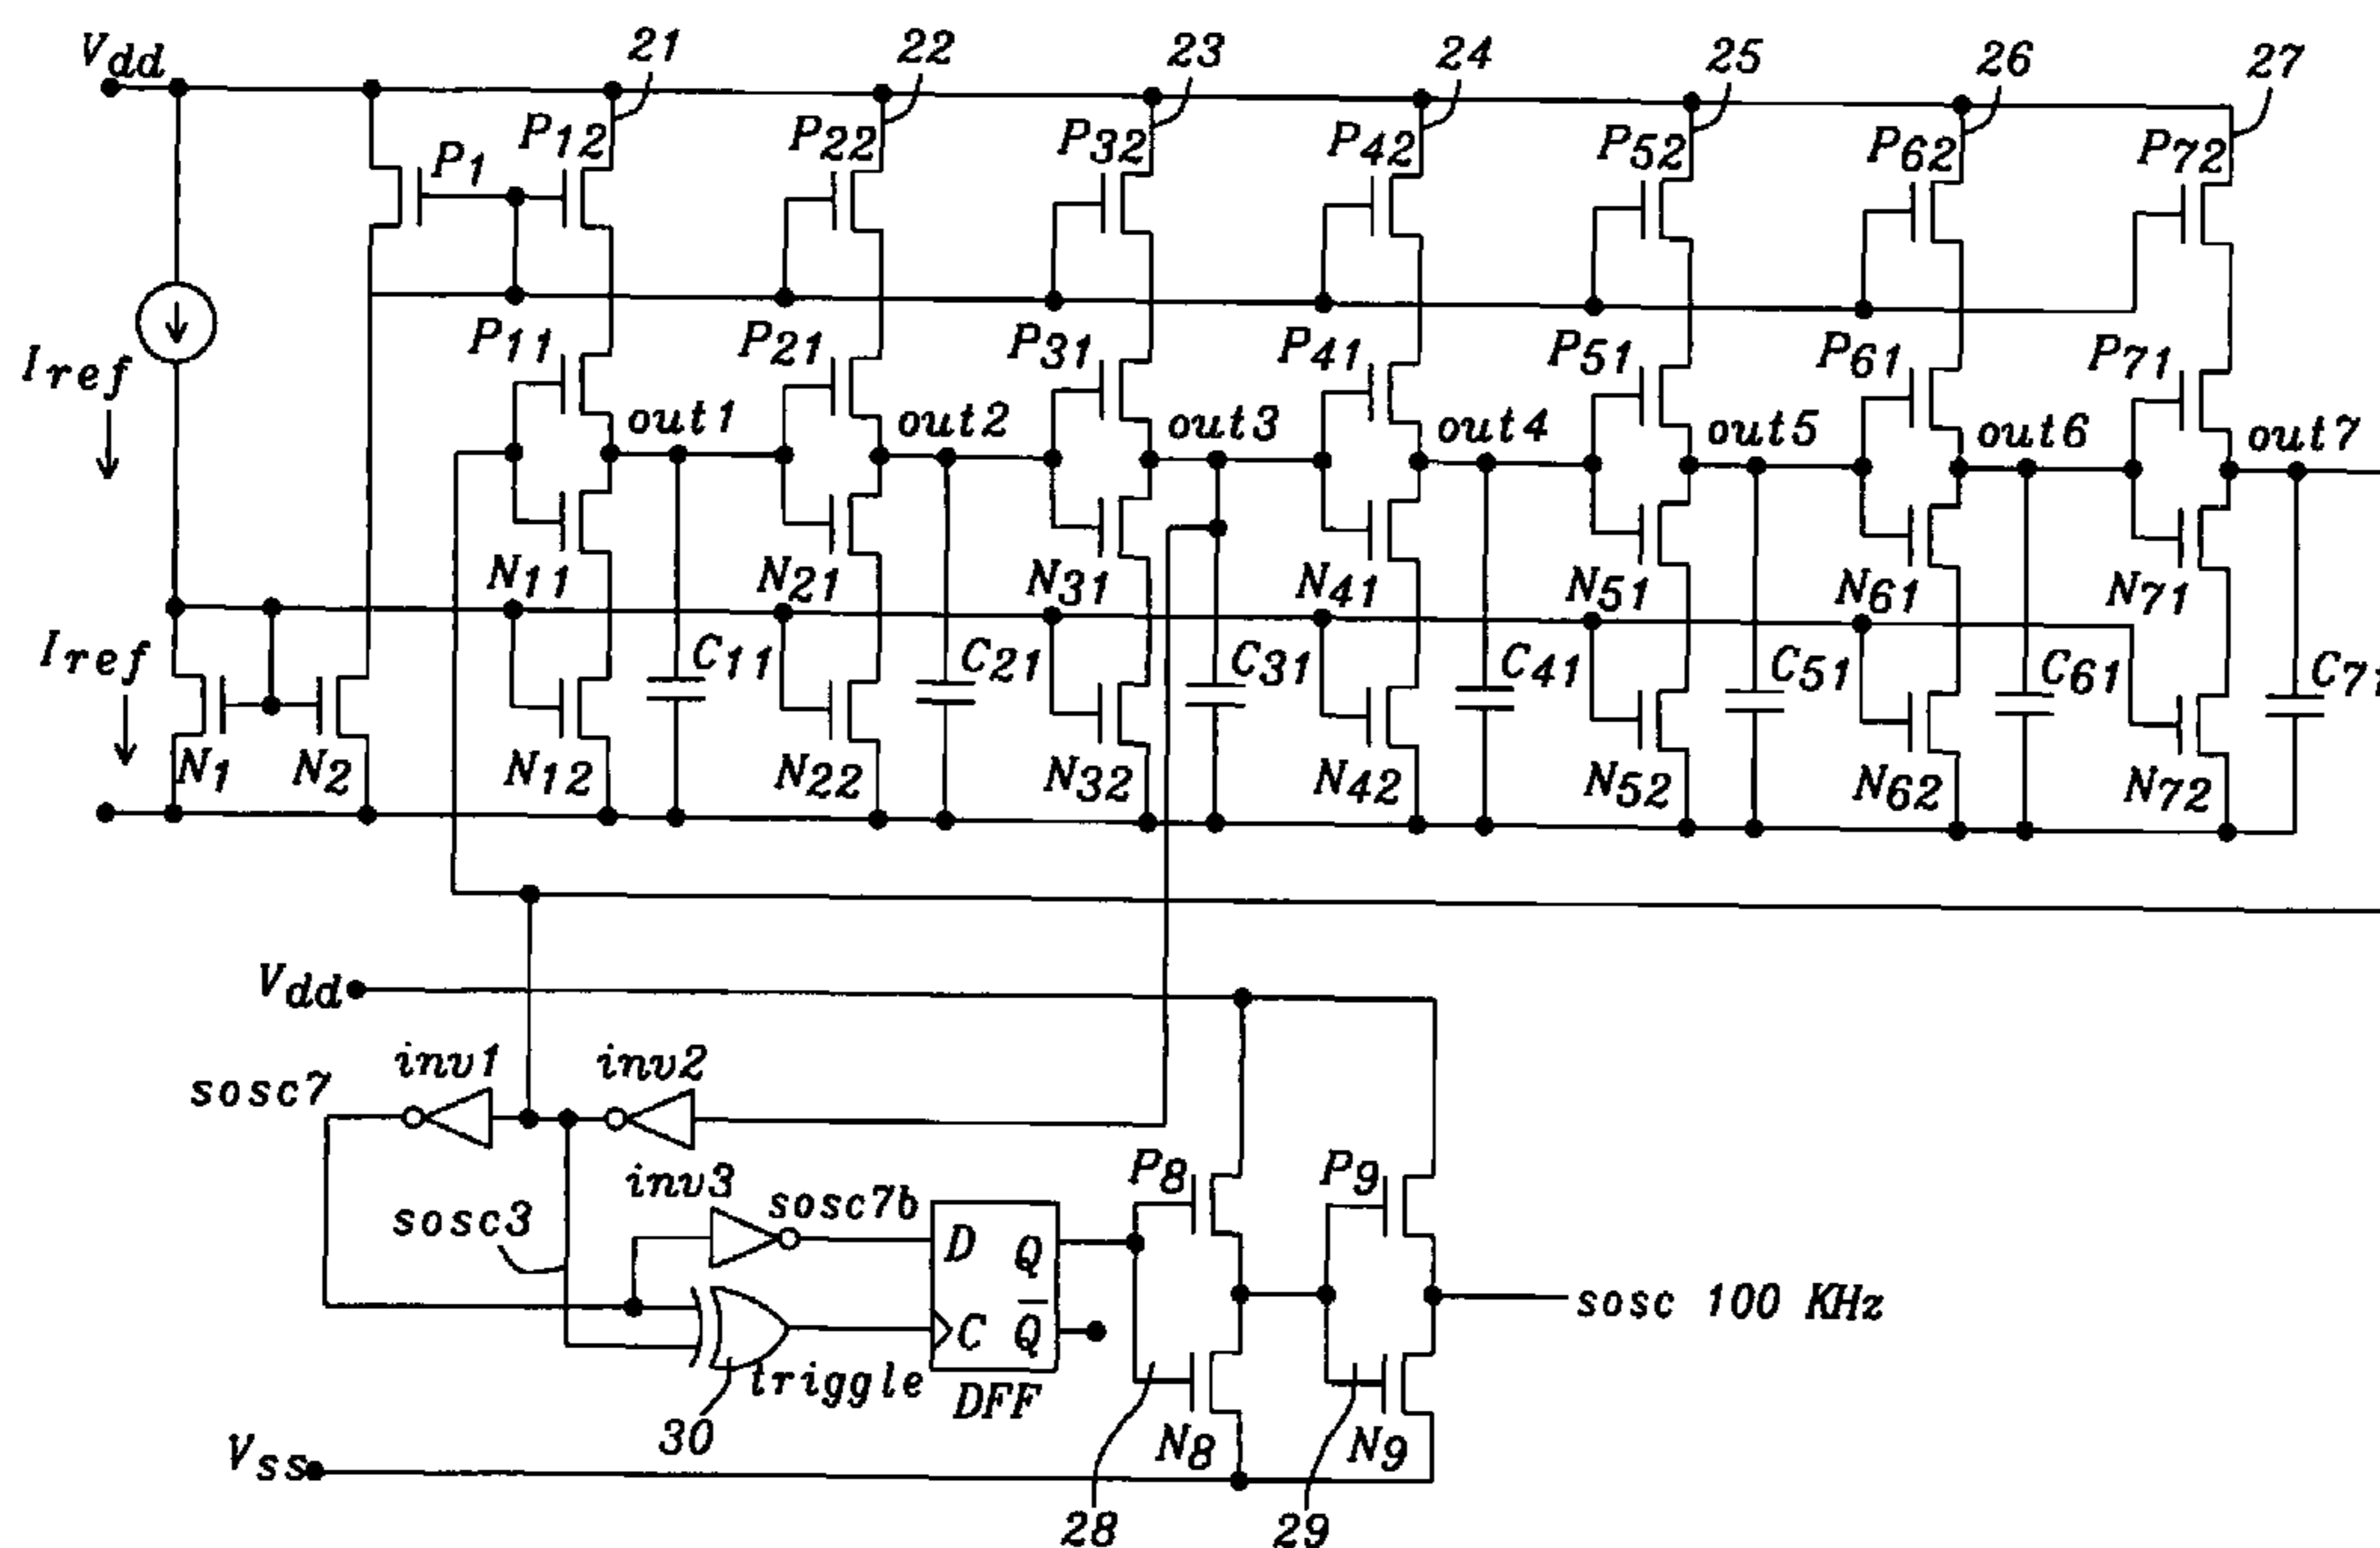 Vdd
21
22
23
24
25
26
27
P1
P12
P22
P32
P42
P52
P62
P72
Iref
P11
P21
P31
P41
P51
P61
P71
out1
out2
out3
out4
out5
out6
out7
N11
N21
N31
N41
N51
N61
N71
Iref
C11
C21
C31
C41
C51
C61
C71
N1
N2
N12
N22
N32
N42
N52
N62
N72
Vdd
sosc7
inv1
inv2
inv3
sosc7b
sosc3
P8
P9
D
Q
C
Q̅
sosc 100 KHz
triggle
DFF
30
N8
N9
Vss
28
29